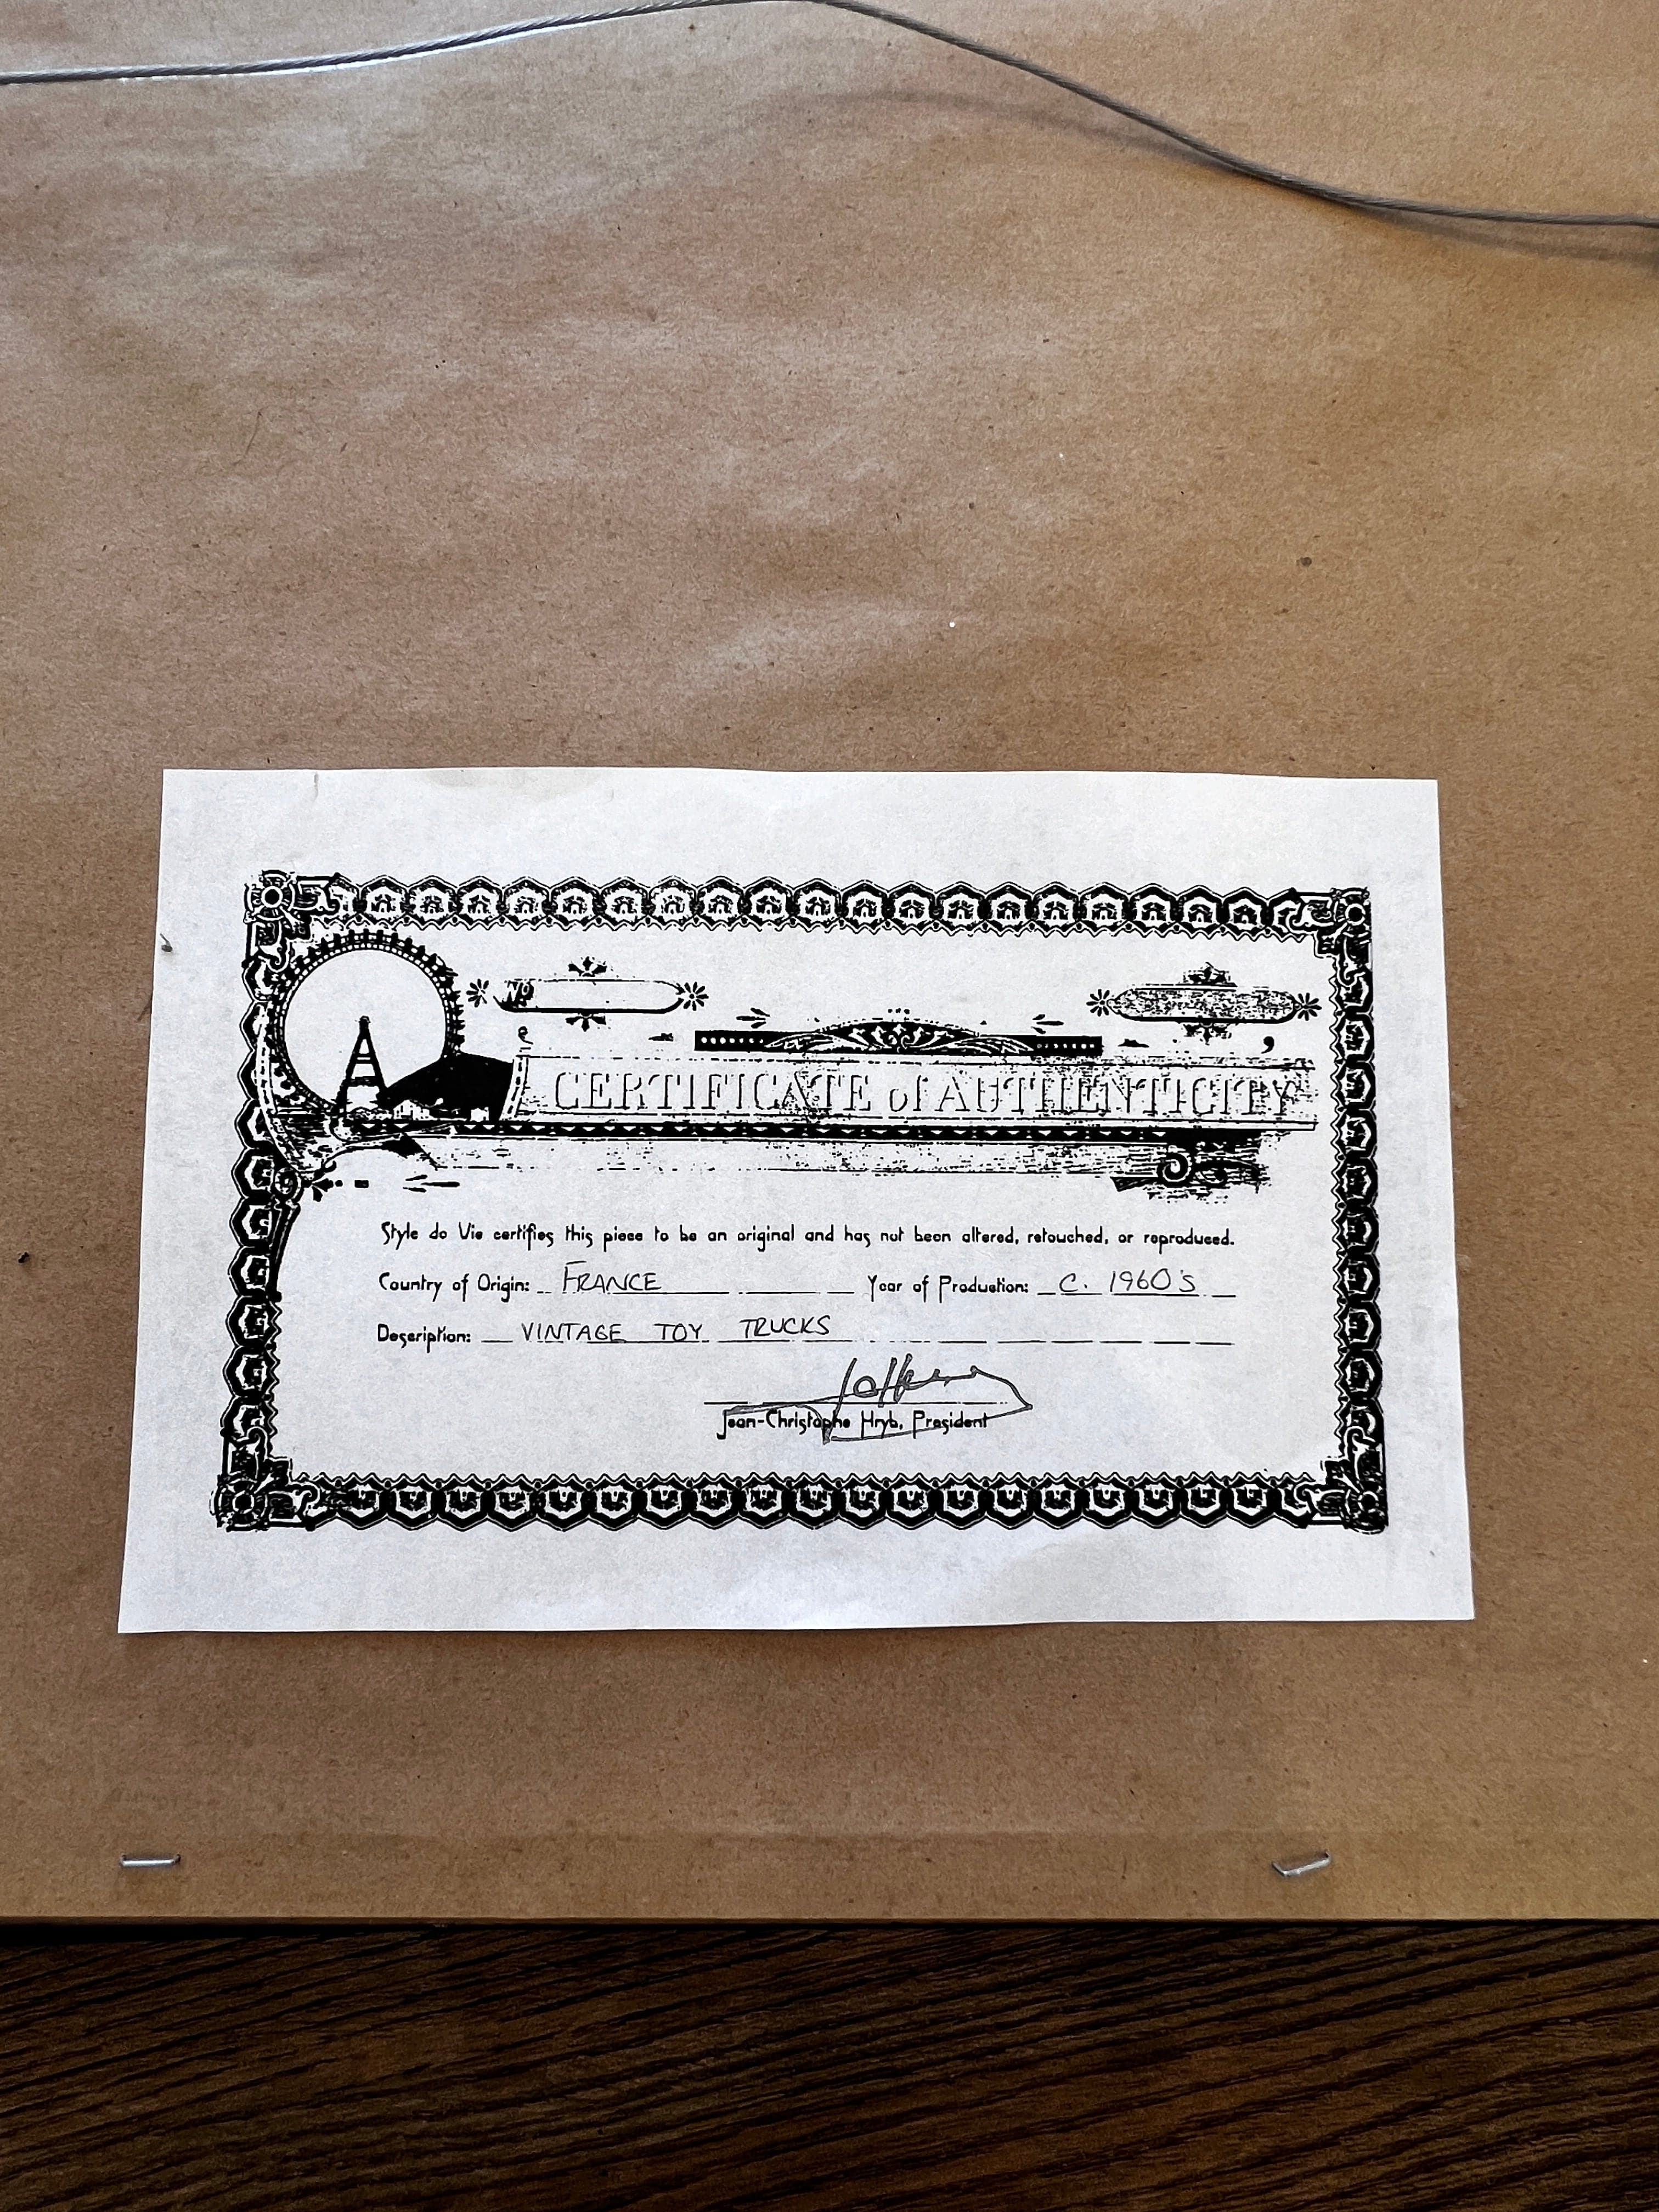 No
CERTIFICATE of AUTHENTICITY
Style de Vie certifies this piece to be an original and has not been altered, retouched, or reproduced.
Country of Origin: FRANCE Year of Production: C. 1960's
Description: VINTAGE TOY TRUCKS
Jean-Christophe Hryb, President